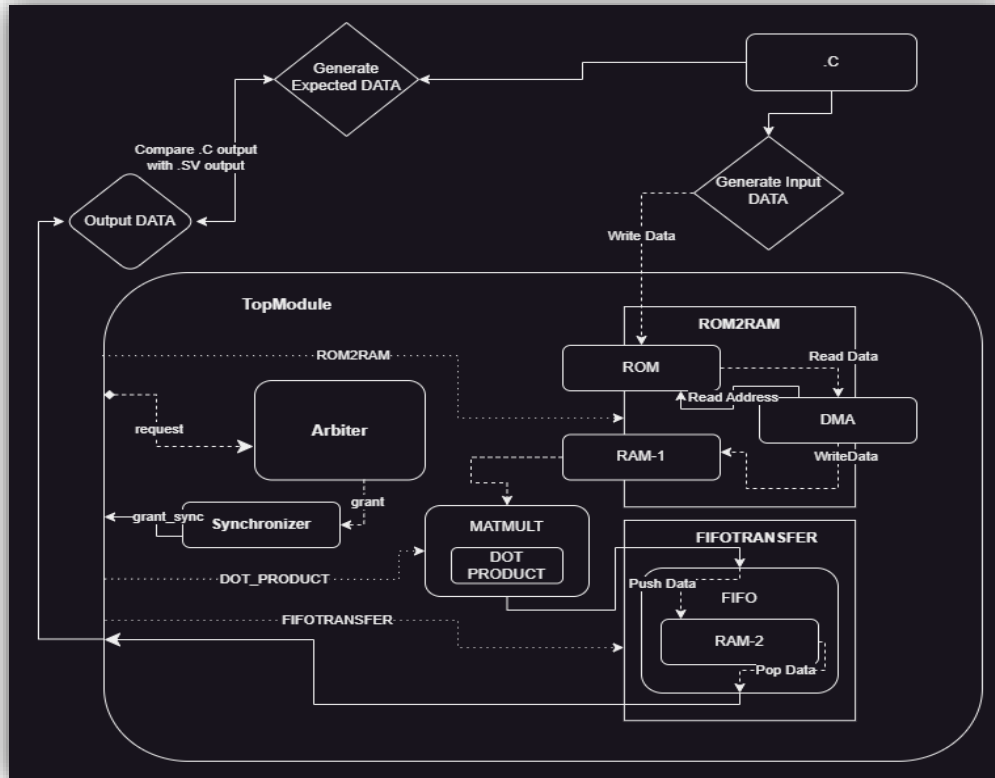 Generate
Expected DATA
.C
Compare .C output
with .SV output
Generate Input
DATA
Output DATA
Write Data
TopModule
ROM2RAM
ROM2RAM
ROM
Read Data
Read Address
DMA
request
Arbiter
RAM-1
WriteData
grant
grant_sync
Synchronizer
MATMULT
DOT
PRODUCT
FIFOTRANSFER
DOT_PRODUCT
Push Data
FIFO
FIFOTRANSFER
RAM-2
Pop Data